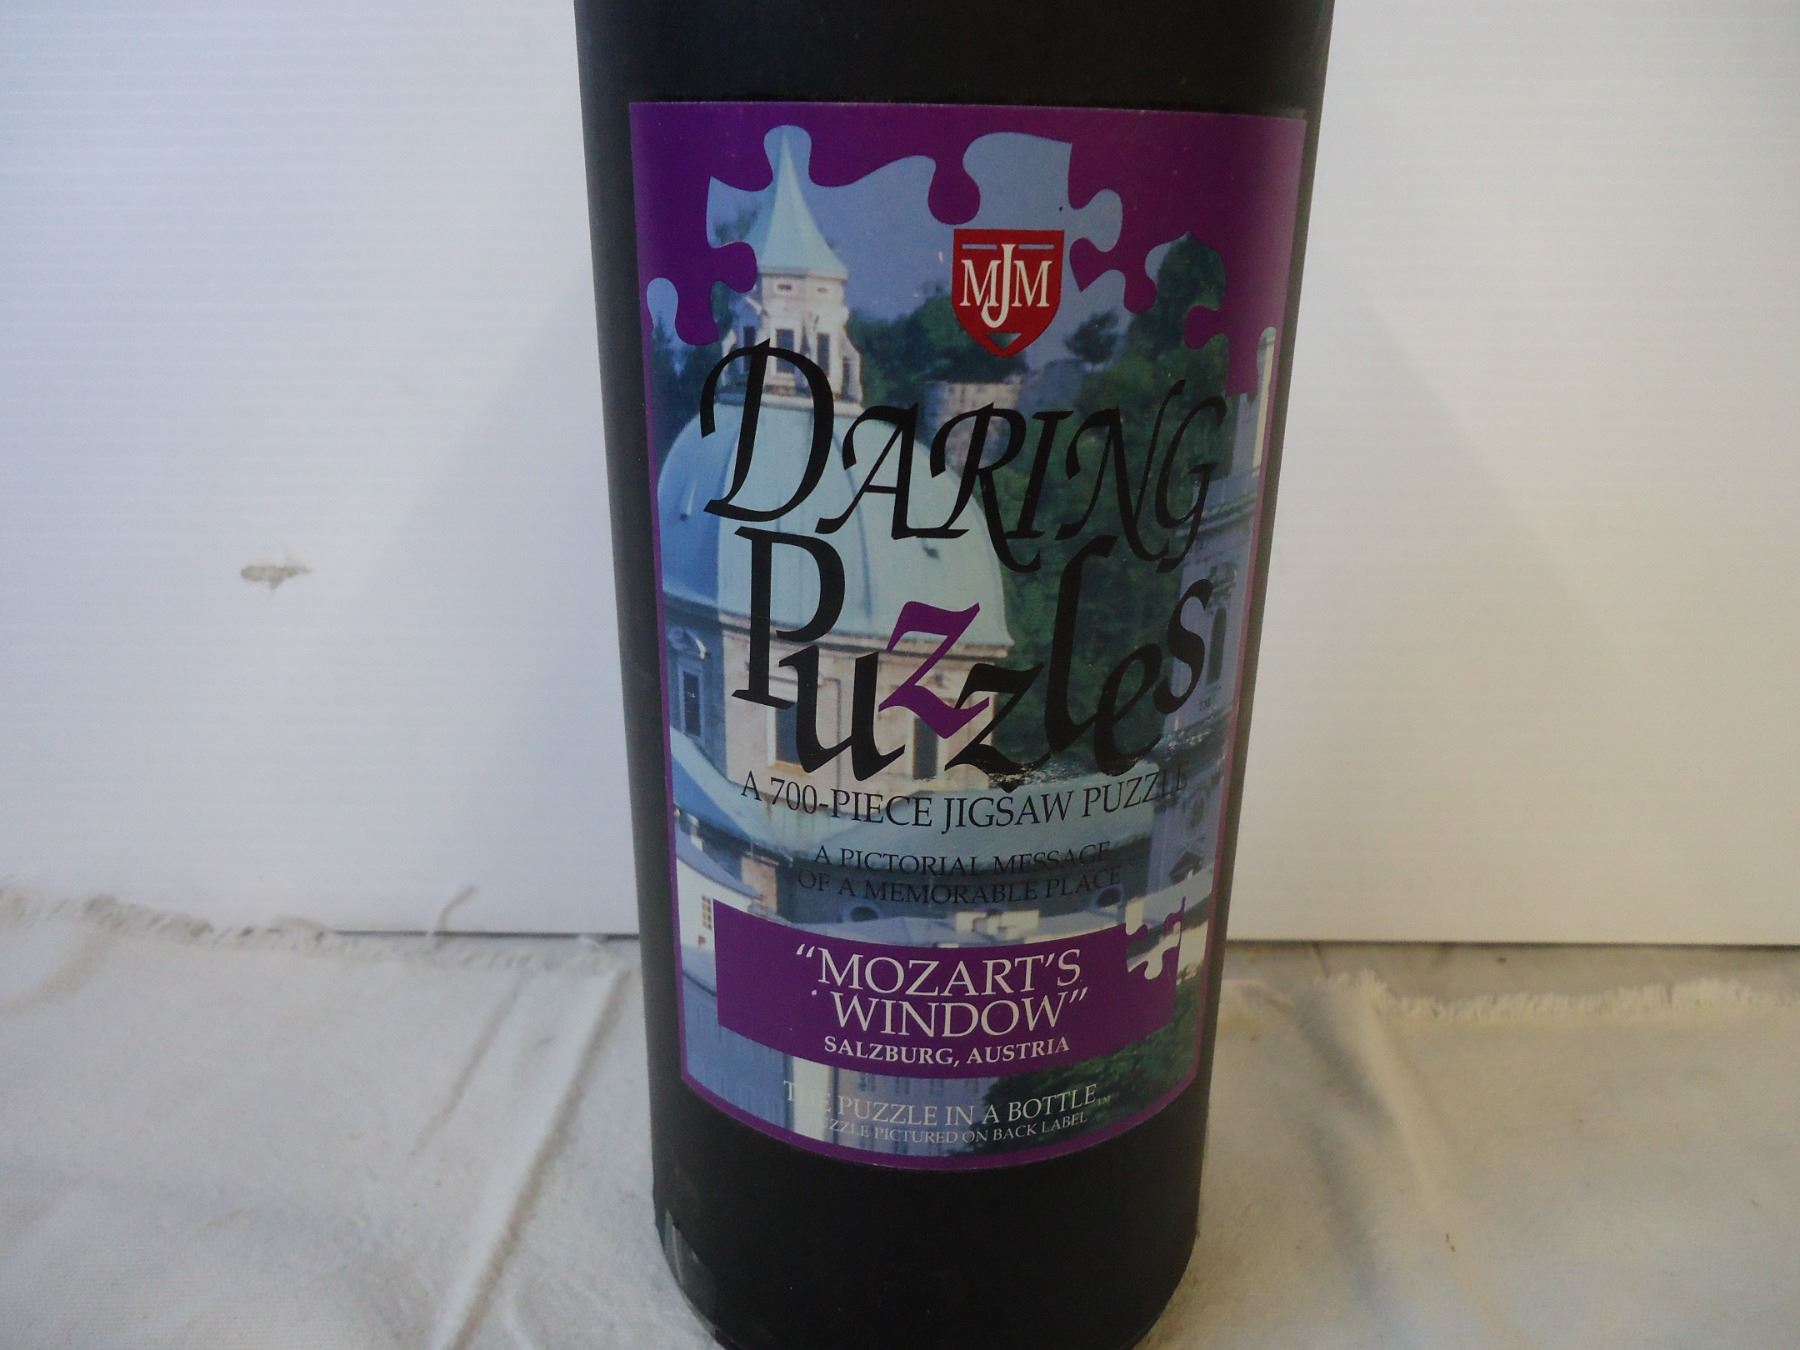 MJM
DARING
Puzzles
A 700-PIECE JIGSAW PUZZLE
A PICTORIAL MESSAGE
OF A MEMORABLE PLACE
"MOZART'S
WINDOW"
SALZBURG, AUSTRIA
THE PUZZLE IN A BOTTLE™
PUZZLE PICTURED ON BACK LABEL